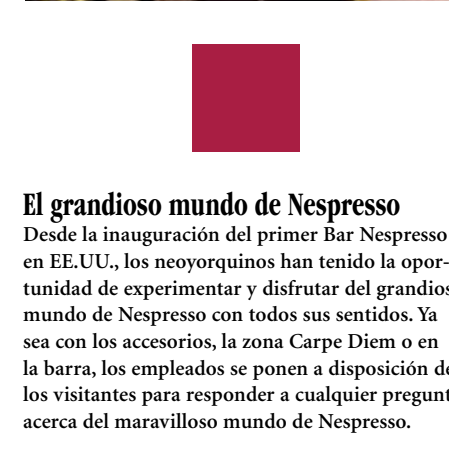 El grandioso mundo de Nespresso
Desde la inauguración del primer Bar Nespresso
en EE.UU., los neoyorquinos han tenido la opor-
tunidad de experimentar y disfrutar del grandios
mundo de Nespresso con todos sus sentidos. Ya
sea con los accesorios, la zona Carpe Diem o en
la barra, los empleados se ponen a disposición de
los visitantes para responder a cualquier pregunt
acerca del maravilloso mundo de Nespresso.